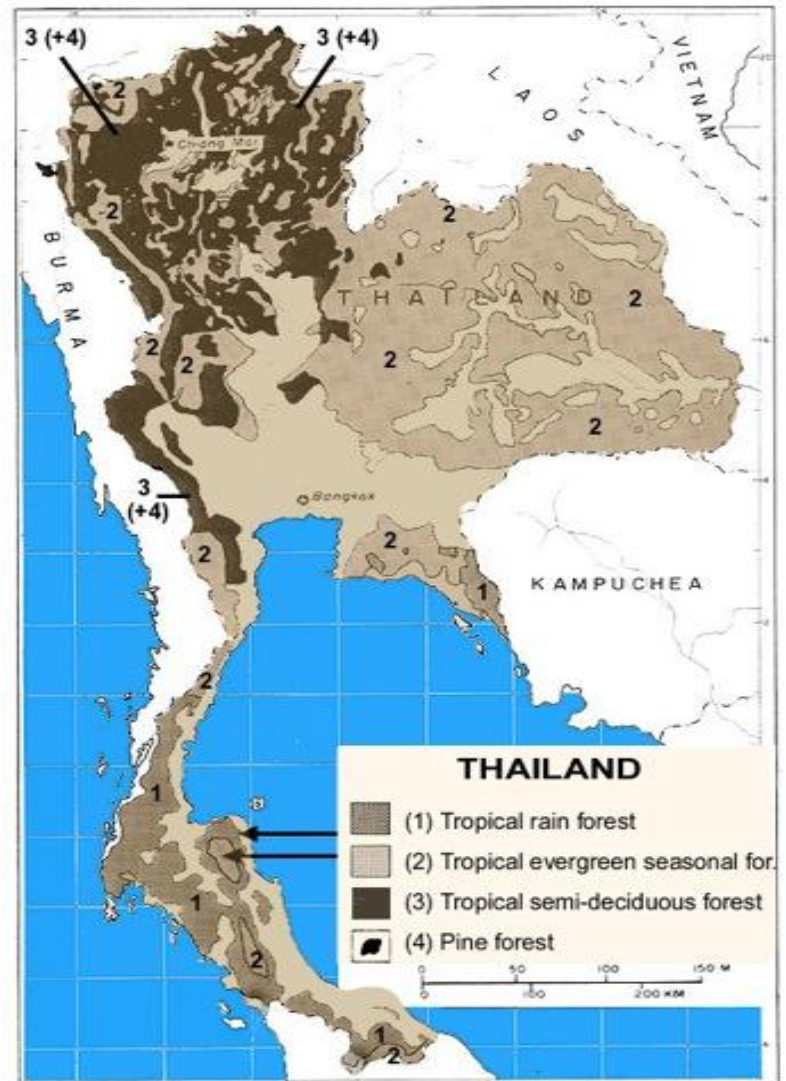 3 (+4)
3 (+4)
2
LAOS
VIETNAM
Chiang Mai
2
2
BURMA
THAILAND
2
2
2
2
2
3
(+4)
Bangkok
2
2
1
KAMPUCHEA
2
1
1
2
1
2
THAILAND
(1) Tropical rain forest
(2) Tropical evergreen seasonal for.
(3) Tropical semi-deciduous forest
(4) Pine forest
0 50 100 150 M
0 100 200 KM